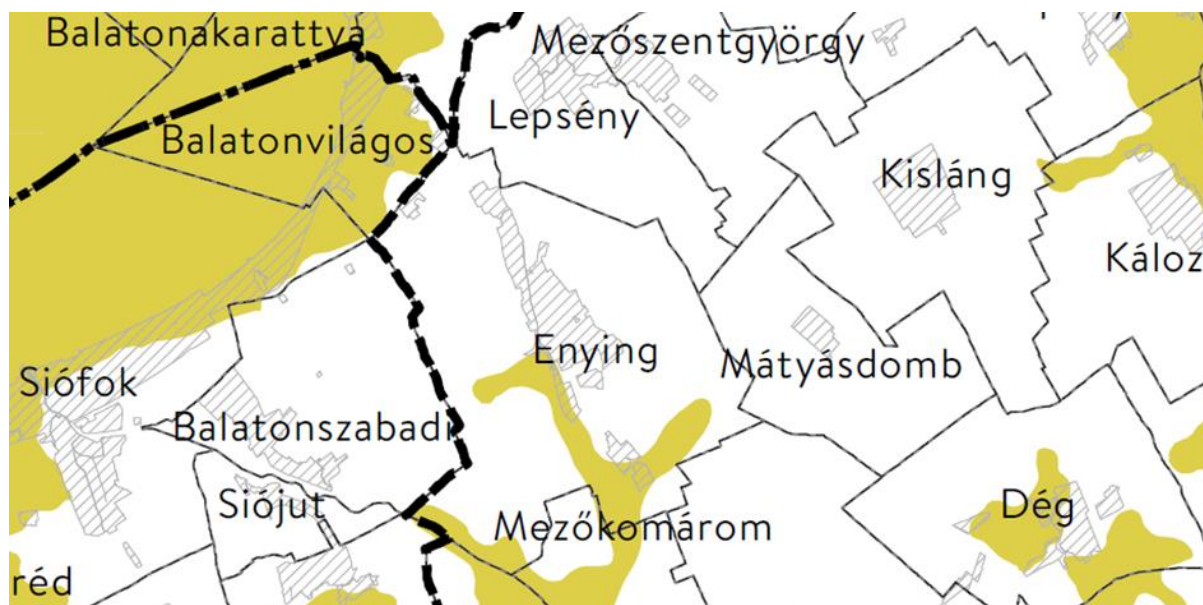 Balatonakarattya
Mezőszentgyörgy
Lepsény
Balatonvilágos
Kisláng
Káloz
Enying
Mátyásdomb
Siófok
Balatonszabadi
Siójut
Mezőkomárom
Dég
réd